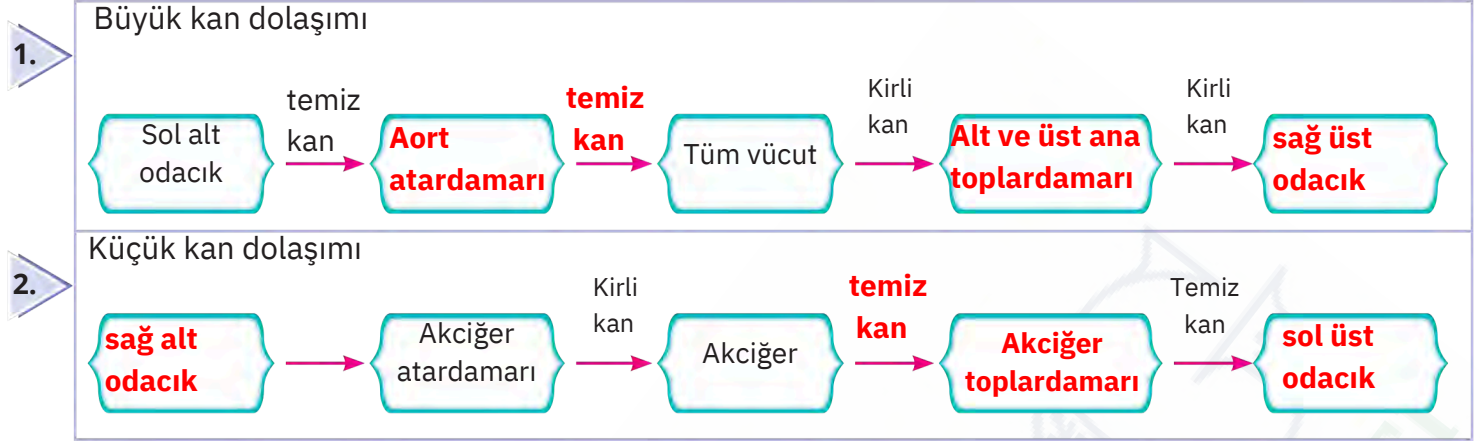 1.
Büyük kan dolaşımı
Sol alt
odacık
temiz
kan
Aort
atardamarı
temiz
kan
Tüm vücut
Kirli
kan
Alt ve üst ana
toplardamarı
Kirli
kan
sağ üst
odacık
2.
Küçük kan dolaşımı
sağ alt
odacık
Akciğer
atardamarı
Kirli
kan
Akciğer
temiz
kan
Akciğer
toplardamarı
Temiz
kan
sol üst
odacık